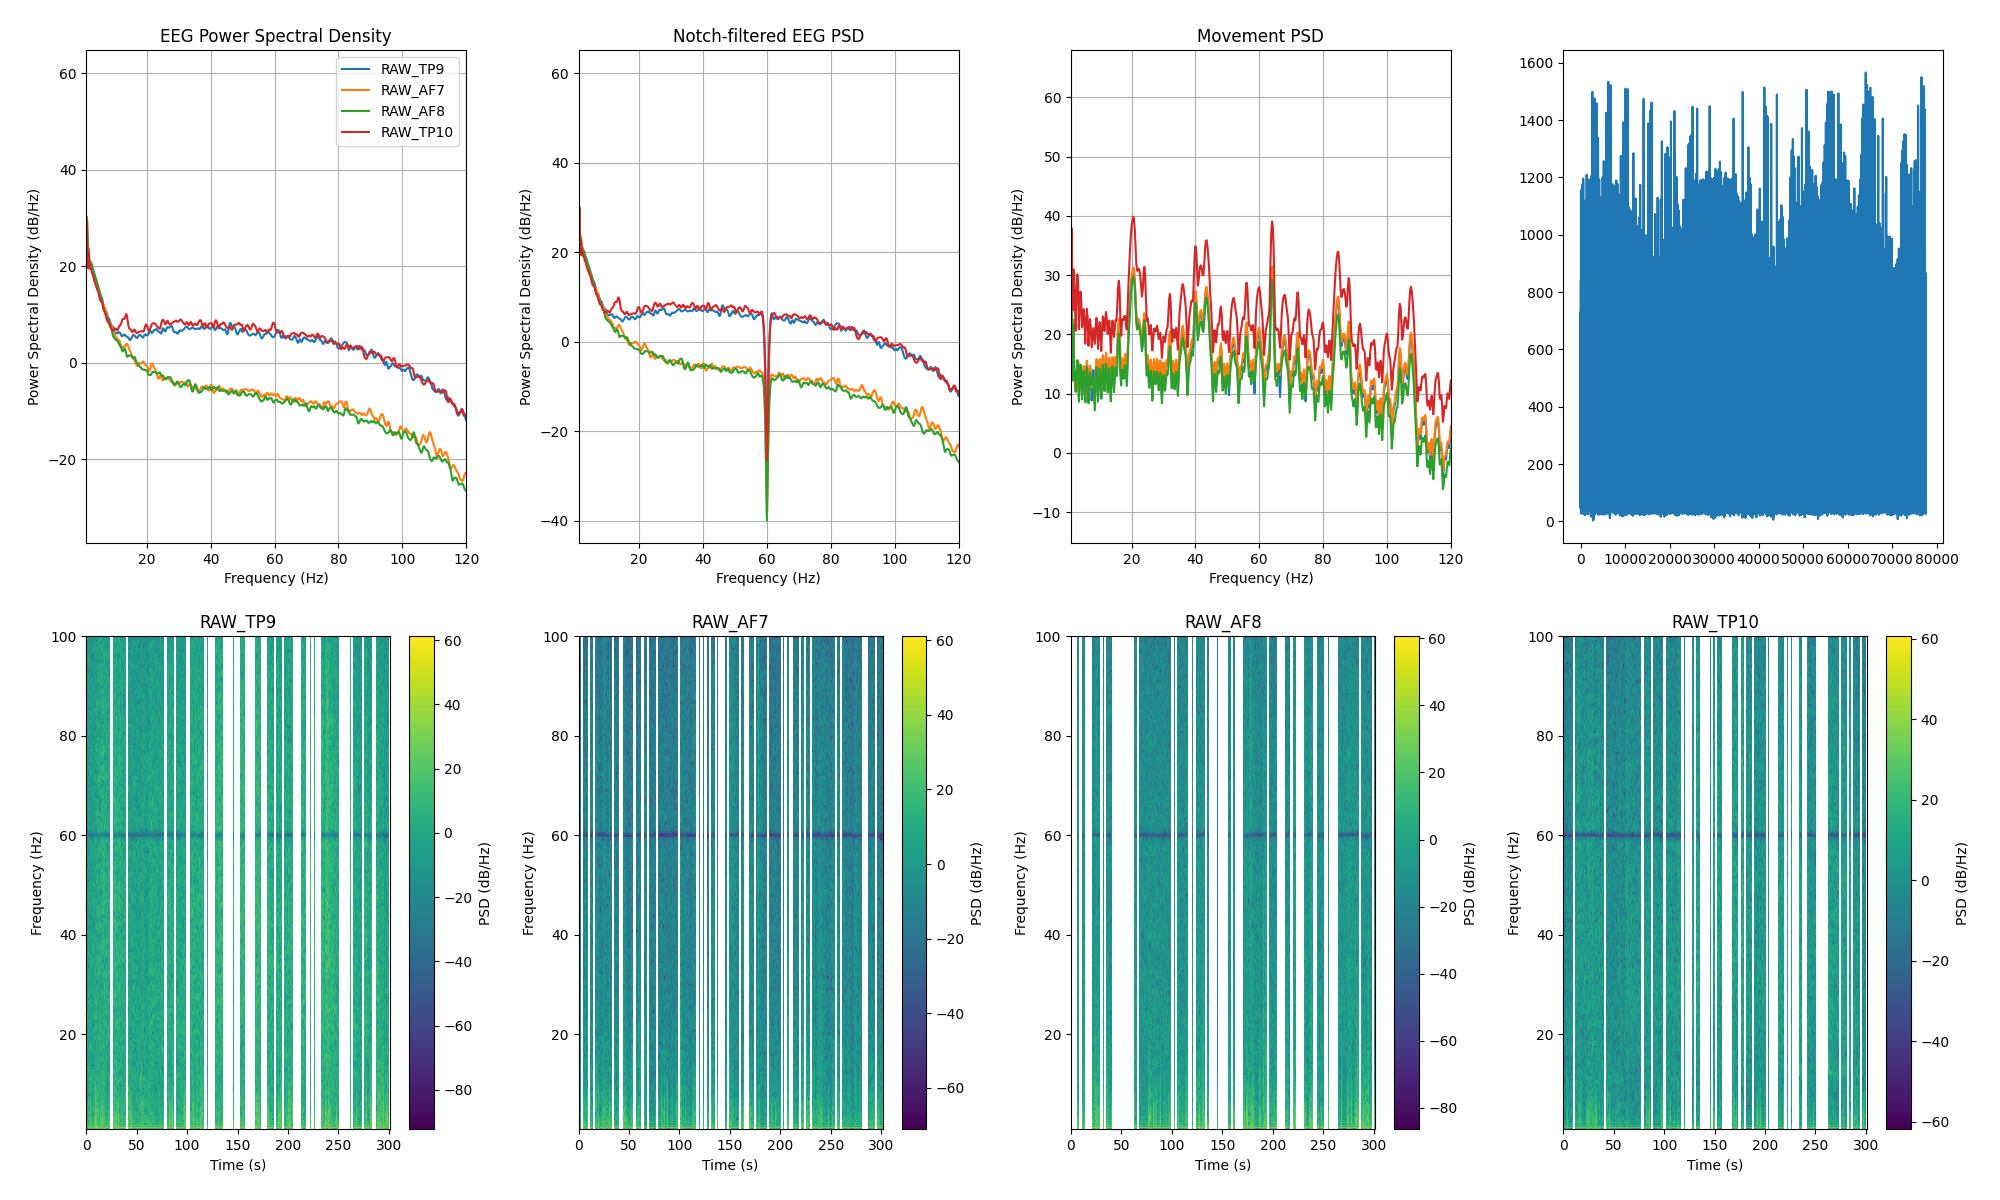 EEG Power Spectral Density
Power Spectral Density (dB/Hz)
60
40
20
0
−20
RAW_TP9
RAW_AF7
RAW_AF8
RAW_TP10
20 40 60 80 100 120
Frequency (Hz)
Notch-filtered EEG PSD
Power Spectral Density (dB/Hz)
60
40
20
0
−20
−40
20 40 60 80 100 120
Frequency (Hz)
Movement PSD
Power Spectral Density (dB/Hz)
60
50
40
30
20
10
0
−10
20 40 60 80 100 120
Frequency (Hz)
1600
1400
1200
1000
800
600
400
200
0
0 10000 20000 30000 40000 50000 60000 70000 80000
RAW_TP9
Frequency (Hz)
100
80
60
40
20
0 50 100 150 200 250 300
Time (s)
60
40
20
0
−20
−40
−60
−80
PSD (dB/Hz)
RAW_AF7
Frequency (Hz)
100
80
60
40
20
0 50 100 150 200 250 300
Time (s)
60
40
20
0
−20
−40
−60
PSD (dB/Hz)
RAW_AF8
Frequency (Hz)
100
80
60
40
20
0 50 100 150 200 250 300
Time (s)
60
40
20
0
−20
−40
−60
−80
PSD (dB/Hz)
RAW_TP10
Frequency (Hz)
100
80
60
40
20
0 50 100 150 200 250 300
Time (s)
60
40
20
0
−20
−40
−60
PSD (dB/Hz)